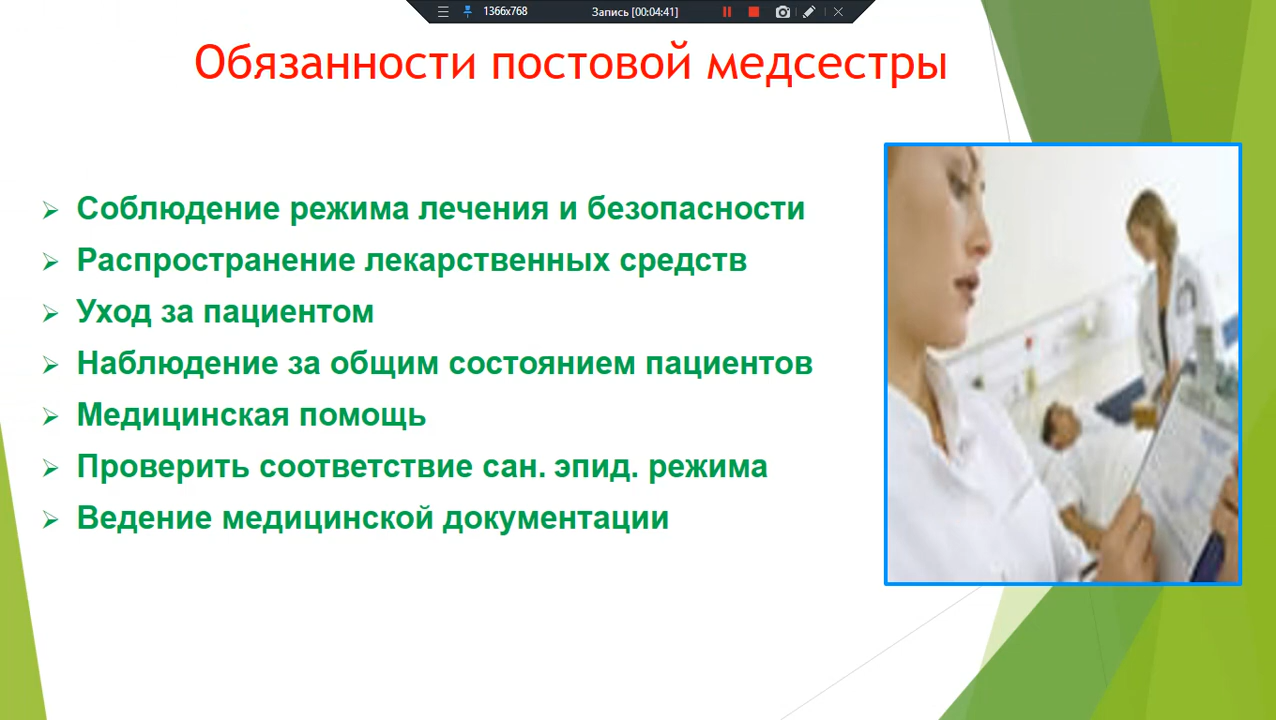 1366x768 Запись [00:04:41]
Обязанности постовой медсестры
Соблюдение режима лечения и безопасности
Распространение лекарственных средств
Уход за пациентом
Наблюдение за общим состоянием пациентов
Медицинская помощь
Проверить соответствие сан. эпид. режима
Ведение медицинской документации